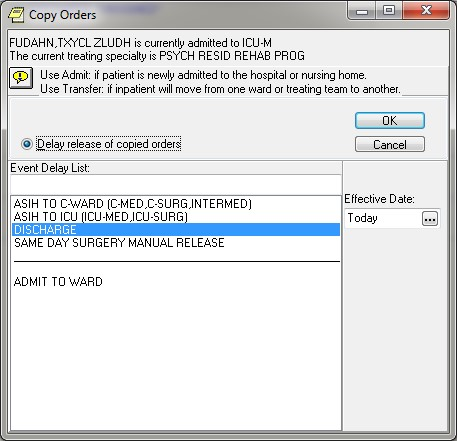 Copy Orders
FUDAHN,TXYCL ZLUDH is currently admitted to ICU-M
The current treating specialty is PSYCH RESID REHAB PROG
Use Admit: if patient is newly admitted to the hospital or nursing home.
Use Transfer: if inpatient will move from one ward or treating team to another.
OK
Delay release of copied orders
Cancel
Event Delay List:
Effective Date:
Today ...
ASIH TO C-WARD (C-MED,C-SURG,INTERMED)
ASIH TO ICU (ICU-MED,ICU-SURG)
DISCHARGE
SAME DAY SURGERY MANUAL RELEASE
ADMIT TO WARD